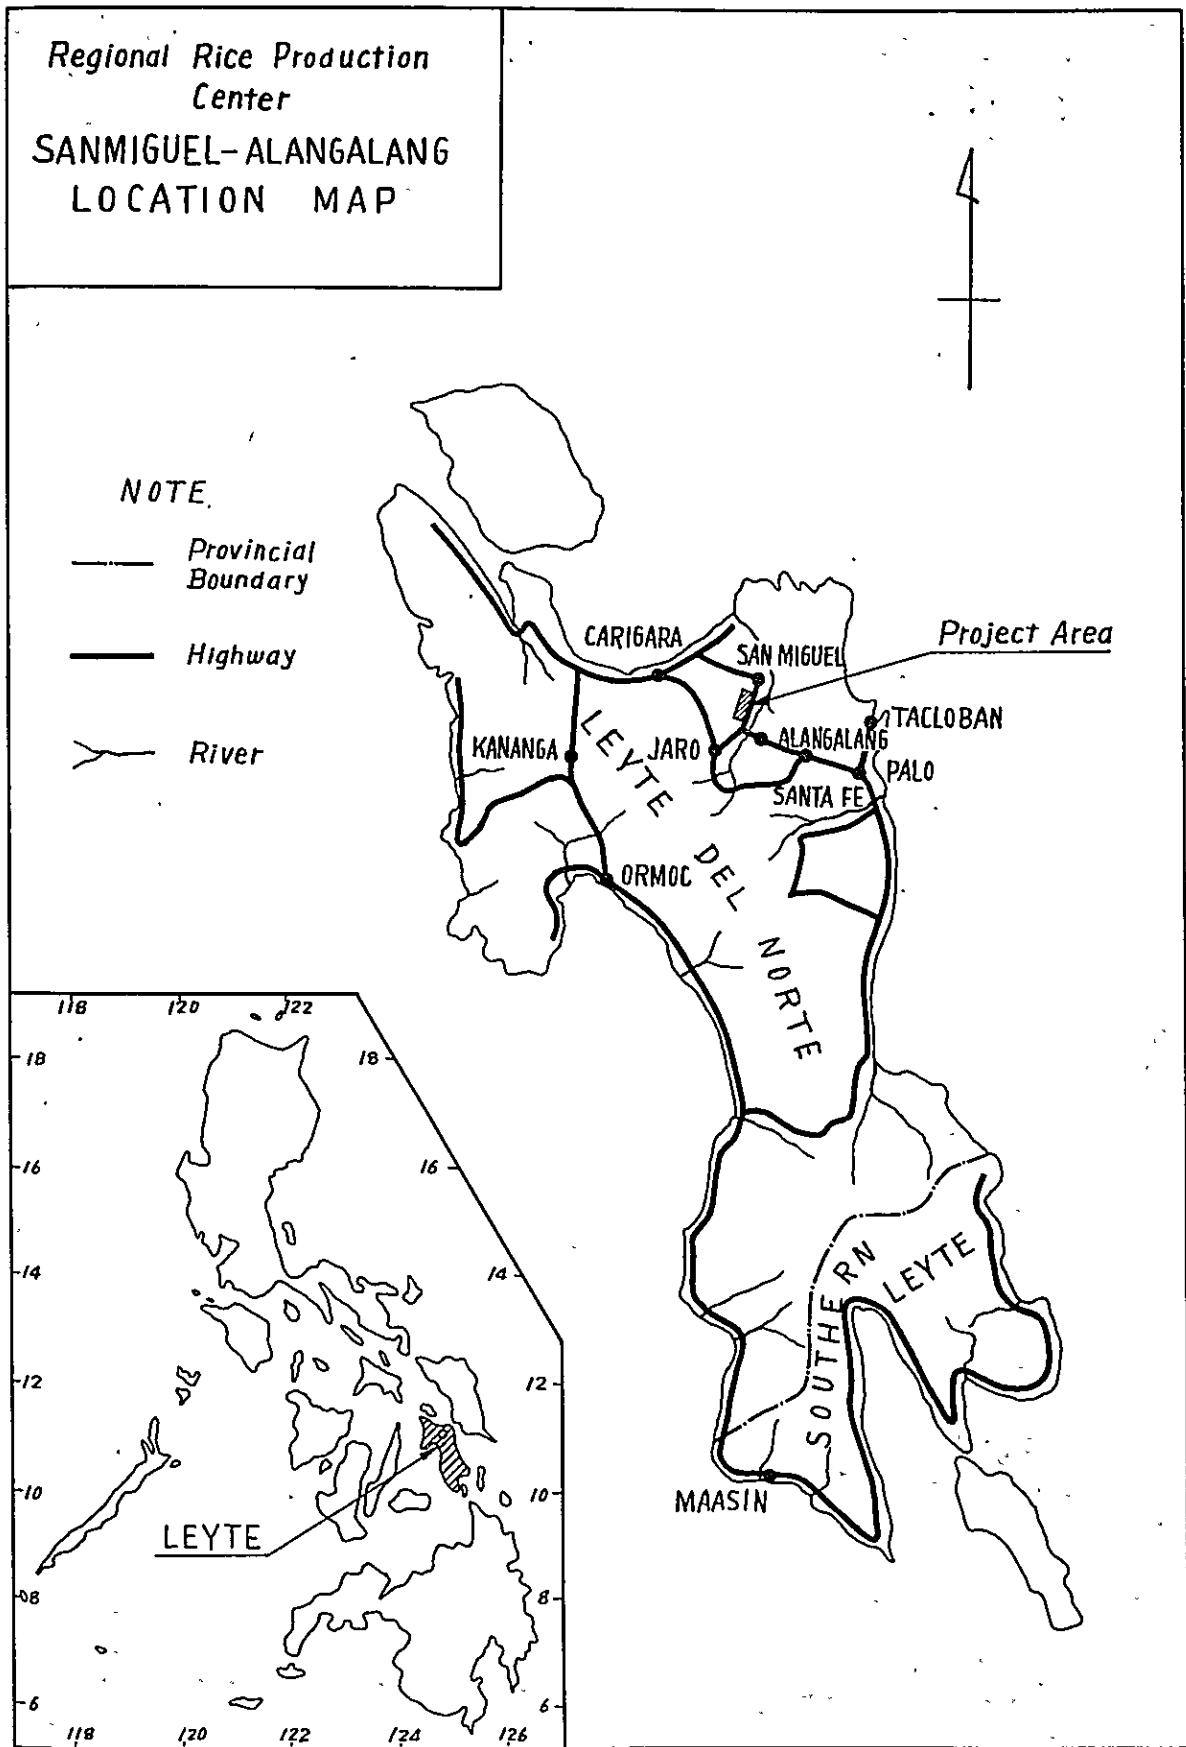 Regional Rice Production
Center
SANMIGUEL-ALANGALANG
LOCATION MAP
NOTE.
Provincial
Boundary
Highway
River
CARIGARA
SAN MIGUEL
Project Area
TACLOBAN
KANANGA
JARO
ALANGALANG
PALO
SANTA FE
ORMOC
LEYTE DEL NORTE
SOUTHERN LEYTE
MAASIN
118 120 122
18 18
16 16
14 14
12 12
10 10
LEYTE
08 8
6 6
118 120 122 124 126